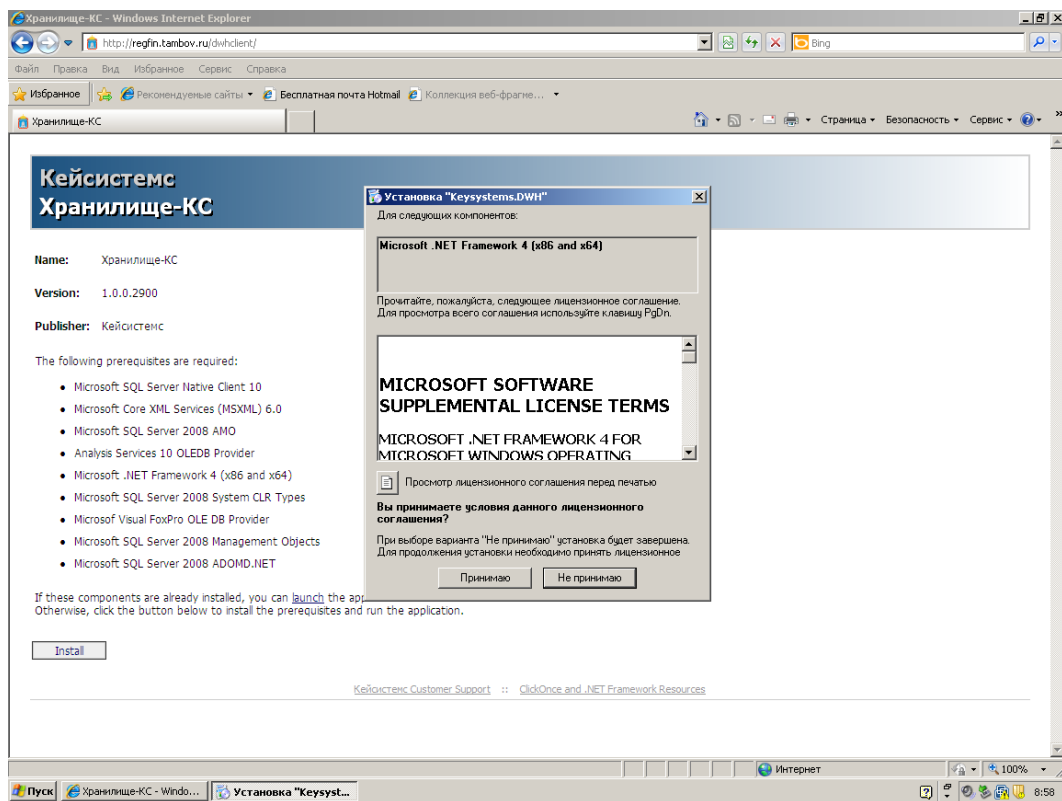 Хранилище-КС - Windows Internet Explorer
http://regfin.tambov.ru/dwhclient/
Bing
Файл Правка Вид Избранное Сервис Справка
Избранное
Рекомендуемые сайты
Бесплатная почта Hotmail
Коллекция веб-фрагме...
Хранилище-КС
Страница
Безопасность
Сервис
»
Кейсистемс
Хранилище-КС
Name: Хранилище-КС
Version: 1.0.0.2900
Publisher: Кейсистемс
The following prerequisites are required:
Microsoft SQL Server Native Client 10
Microsoft Core XML Services (MSXML) 6.0
Microsoft SQL Server 2008 AMO
Analysis Services 10 OLEDB Provider
Microsoft .NET Framework 4 (x86 and x64)
Microsoft SQL Server 2008 System CLR Types
Microsof Visual FoxPro OLE DB Provider
Microsoft SQL Server 2008 Management Objects
Microsoft SQL Server 2008 ADOMD.NET
If these components are already installed, you can launch the app
Otherwise, click the button below to install the prerequisites and run the application.
Install
Кейсистемс Customer Support :: ClickOnce and .NET Framework Resources
Установка "Keysystems.DWH"
Для следующих компонентов:
Microsoft .NET Framework 4 (x86 and x64)
Прочитайте, пожалуйста, следующее лицензионное соглашение.
Для просмотра всего соглашения используйте клавишу PgDn.
MICROSOFT SOFTWARE
SUPPLEMENTAL LICENSE TERMS
MICROSOFT .NET FRAMEWORK 4 FOR
MICROSOFT WINDOWS OPERATING
Просмотр лицензионного соглашения перед печатью
Вы принимаете условия данного лицензионного
соглашения?
При выборе варианта "Не принимаю" установка будет завершена.
Для продолжения установки необходимо принять лицензионное
Принимаю
Не принимаю
Интернет
100%
Пуск
Хранилище-КС - Windo...
Установка "Keysyst...
8:58